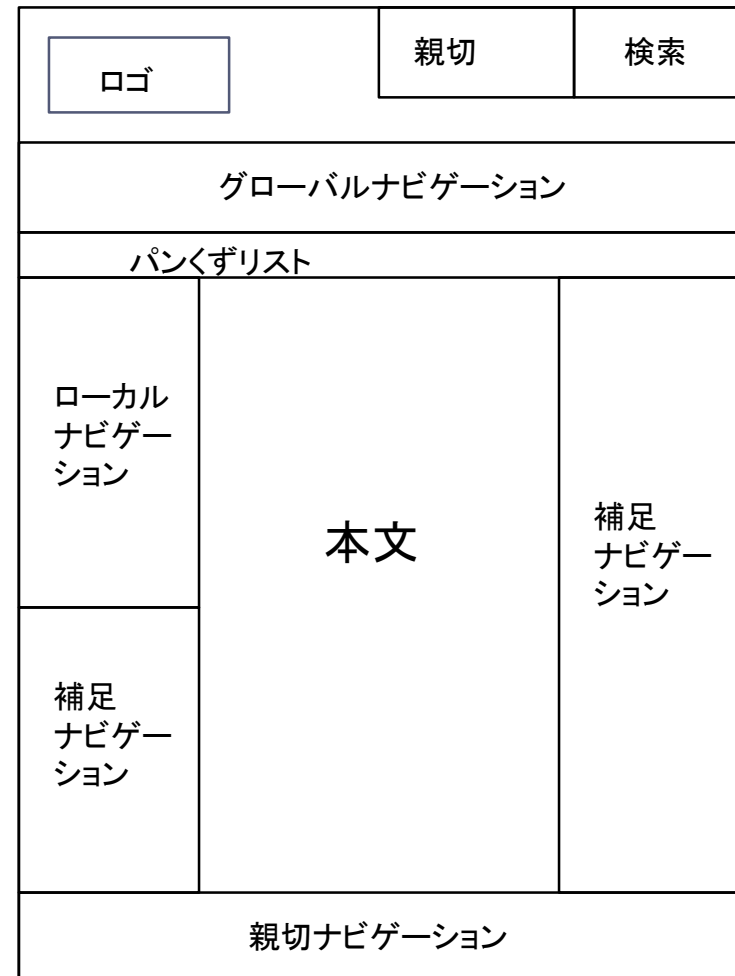 ロゴ
親切
検索
グローバルナビゲーション
パンくずリスト
ローカル
ナビゲー
ション
本文
補足
ナビゲー
ション
補足
ナビゲー
ション
親切ナビゲーション